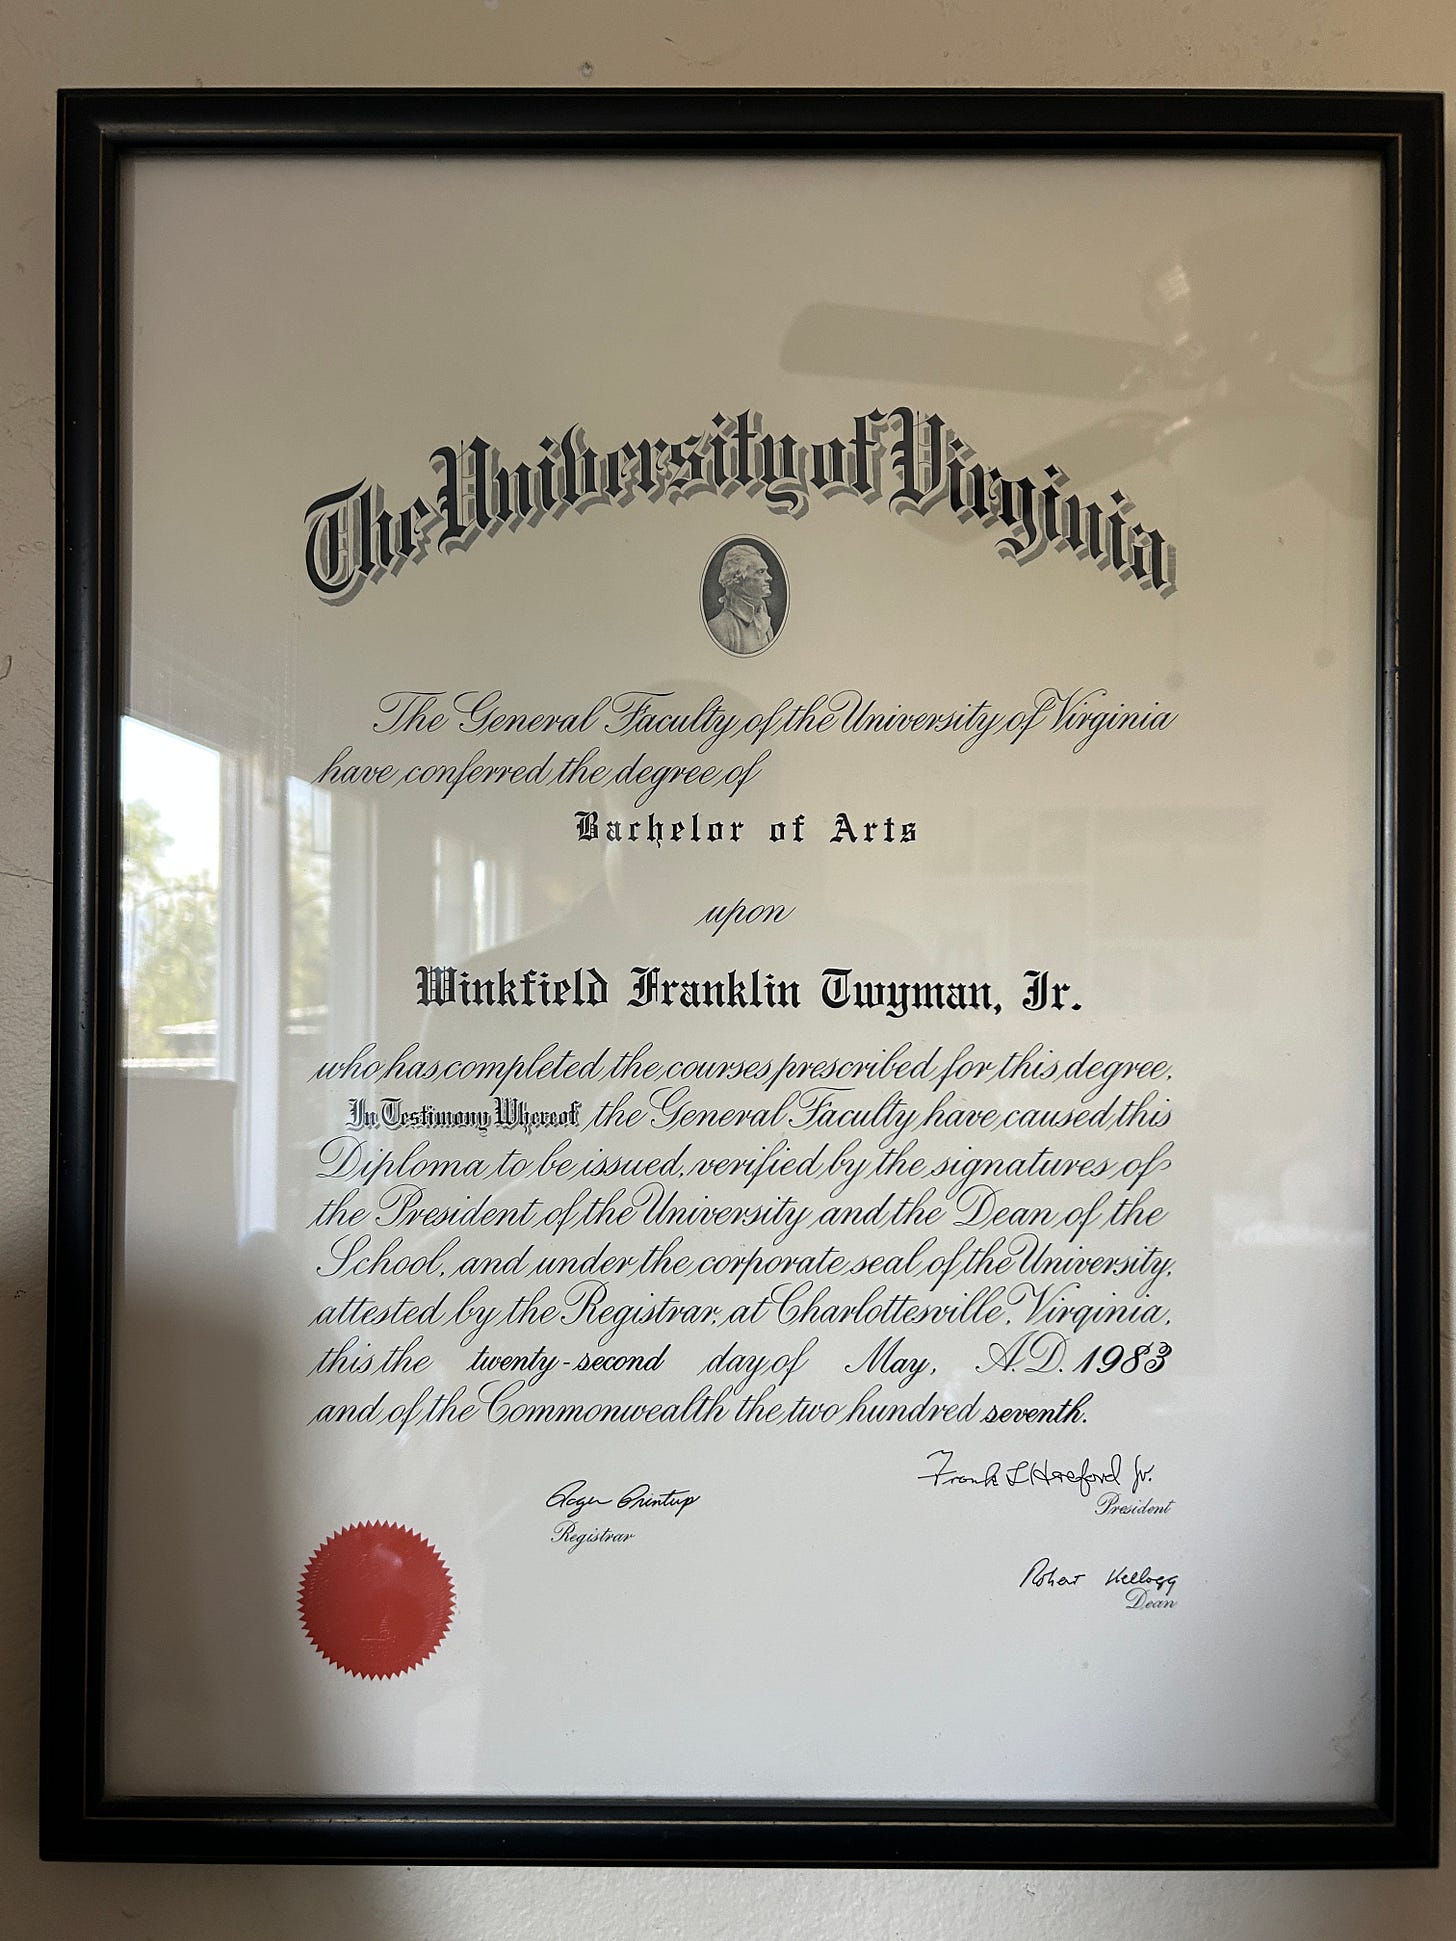 The University of Virginia
The General Faculty of the University of Virginia
have conferred the degree of
Bachelor of Arts
upon
Winkfield Franklin Twyman, Jr.
who has completed the courses prescribed for this degree.
In Testimony Whereof the General Faculty have caused this
Diploma to be issued, verified by the signatures of
the President of the University and the Dean of the
School, and under the corporate seal of the University,
attested by the Registrar, at Charlottesville, Virginia,
this the twenty-second day of May, A.D. 1983
and of the Commonwealth the two hundred seventh.
Frank L Hereford Jr.
President
Roger Printup
Registrar
Robert Kellogg
Dean